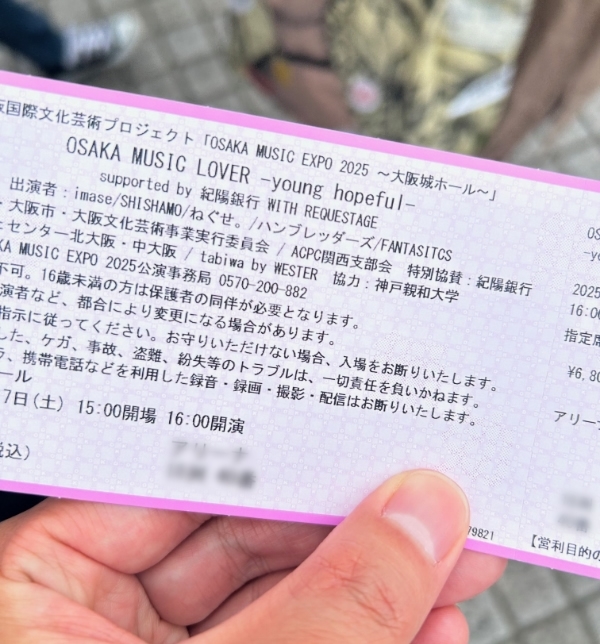 国際文化芸術プロジェクト「OSAKA MUSIC EXPO 2025 ～大阪城ホール～」
OSAKA MUSIC LOVER -young hopeful-
supported by 紀陽銀行 WITH REQUESTAGE
出演者：imase/SHISHAMO/ねぐせ。/ハンブレッダーズ/FANTASITCS
・大阪市・大阪文化芸術事業実行委員会 / ACPC関西支部会 特別協賛：紀陽銀行
センター北大阪・中大阪 / tabiwa by WESTER 協力：神戸親和大学
KA MUSIC EXPO 2025公演事務局 0570-200-882
不可。16歳未満の方は保護者の同伴が必要となります。
演者など、都合により変更になる場合があります。
指示に従ってください。お守りいただけない場合、入場をお断りいたします。
した、ケガ、事故、盗難、紛失等のトラブルは、一切責任を負いかねます。
ラ、携帯電話などを利用した録音・録画・撮影・配信はお断りいたします。
ール
7日(土) 15:00開場 16:00開演
アリーナ
税込)
79821
OS
-yo
2025
16:00
指定席
¥6,80
アリーナ
【営利目的の